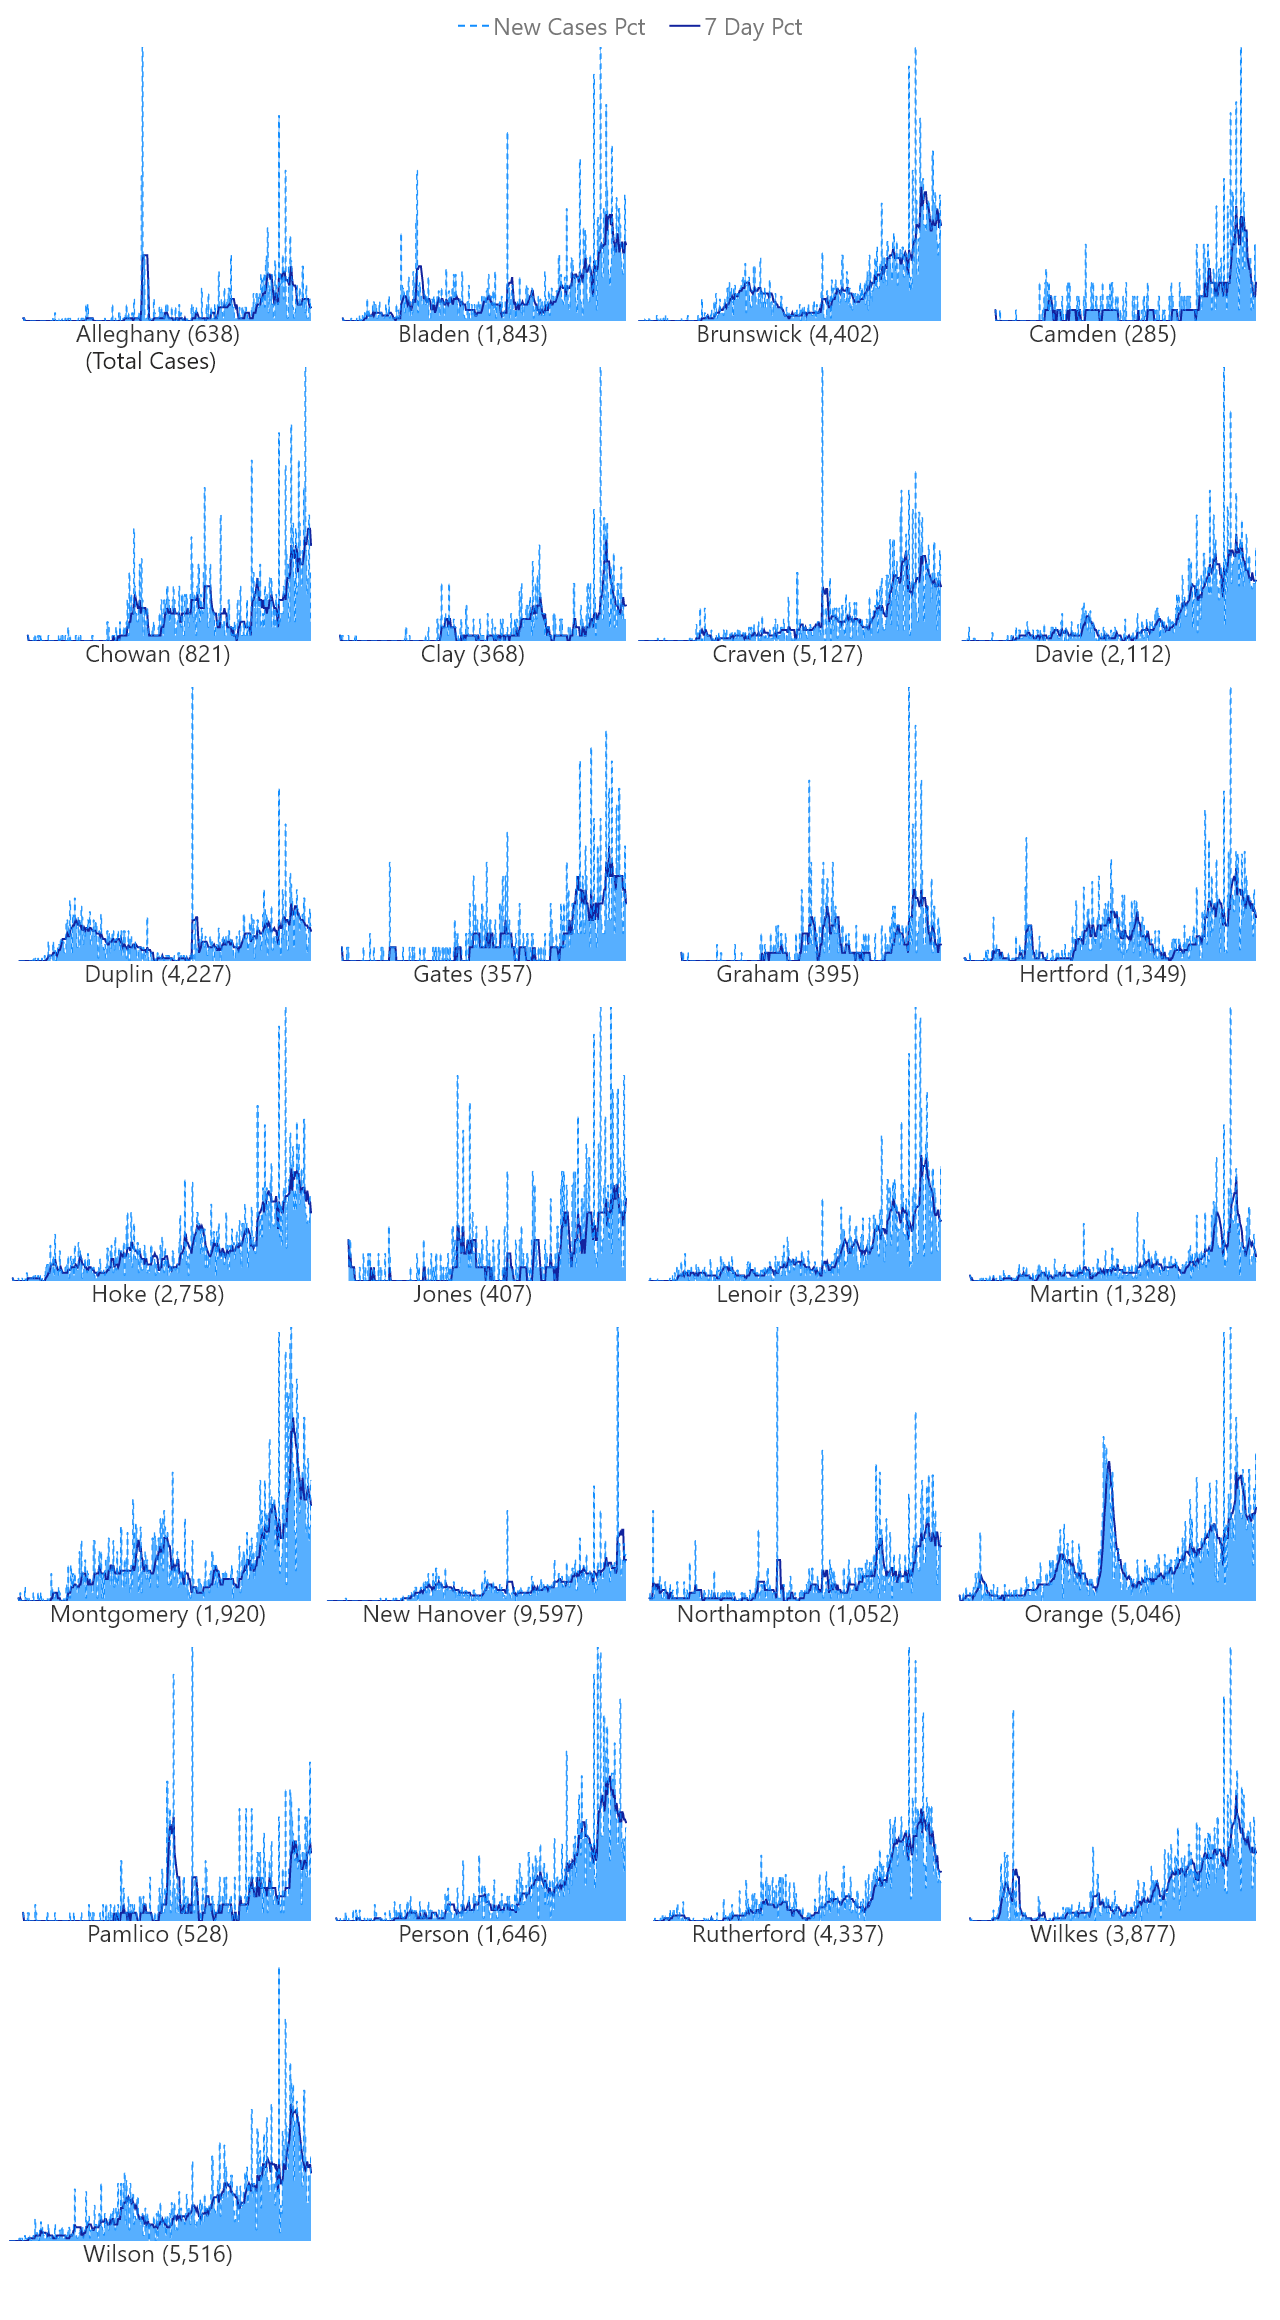 New Cases Pct 7 Day Pct
Alleghany (638) Bladen (1,843) Brunswick (4,402) Camden (285)
(Total Cases)
Chowan (821) Clay (368) Craven (5,127) Davie (2,112)
Duplin (4,227) Gates (357) Graham (395) Hertford (1,349)
Hoke (2,758) Jones (407) Lenoir (3,239) Martin (1,328)
Montgomery (1,920) New Hanover (9,597) Northampton (1,052) Orange (5,046)
Pamlico (528) Person (1,646) Rutherford (4,337) Wilkes (3,877)
Wilson (5,516)